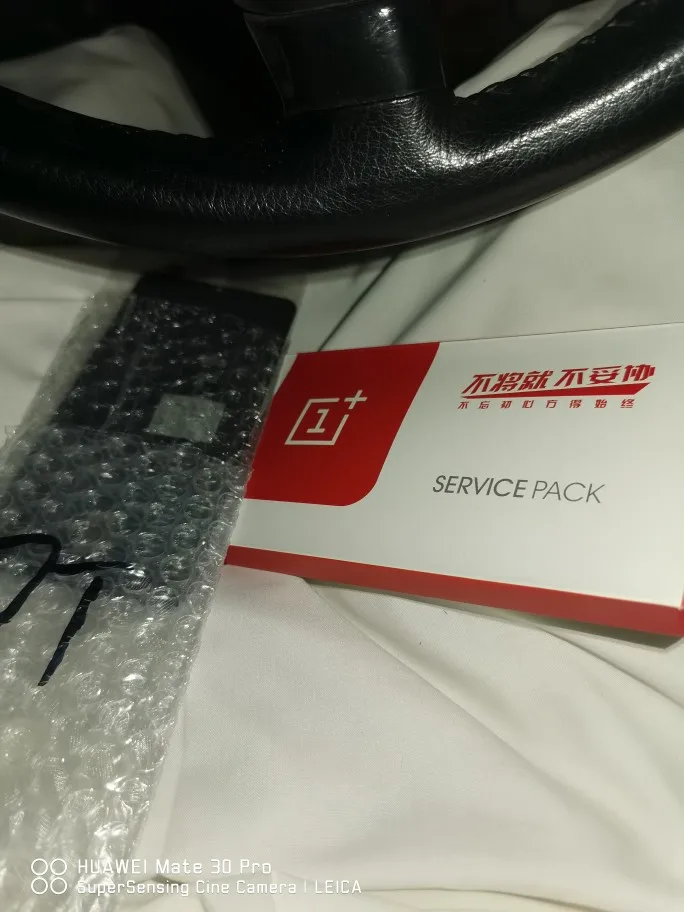 不将就 不妥协
不忘初心方得始终
1+
SERVICE PACK
HUAWEI Mate 30 Pro
SuperSensing Cine Camera | LEICA